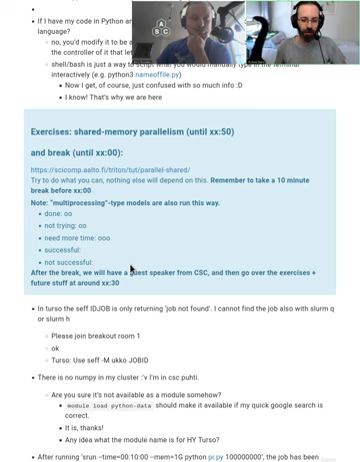 If I have my code in Python an
language?
no, you'd modify it to be a
the controller of it that let
shell/bash is just a way to script what you would manually type in the terminal
interactively (e.g. python3 nameoffile.py)
Now I get, of course, just confused with so much info :D
I know! That's why we are here
A
S C
Exercises: shared-memory parallelism (until xx:50)
and break (until xx:00):
https://scicomp.aalto.fi/triton/tut/parallel-shared/
Try to do what you can, nothing else will depend on this. Remember to take a 10 minute
break before xx:00
Note: "multiprocessing"-type models are also run this way.
done: oo
not trying: oo
need more time: ooo
successful:
not successful:
After the break, we will have a guest speaker from CSC, and then go over the exercises +
future stuff at around xx:30
In turso the seff IDJOB is only returning 'job not found'. I cannot find the job also with slurm q
or slurm h
Please join breakout room 1
ok
Turso: Use seff -M ukko JOBID
There is no numpy in my cluster :'v I'm in csc puhti.
Are you sure it's not available as a module somehow?
module load python-data should make it available if my quick google search is
correct.
It is, thanks!
Any idea what the module name is for HY Turso?
After running 'srun --time=00:10:00 --mem=1G python pi.py 100000000', the job has been